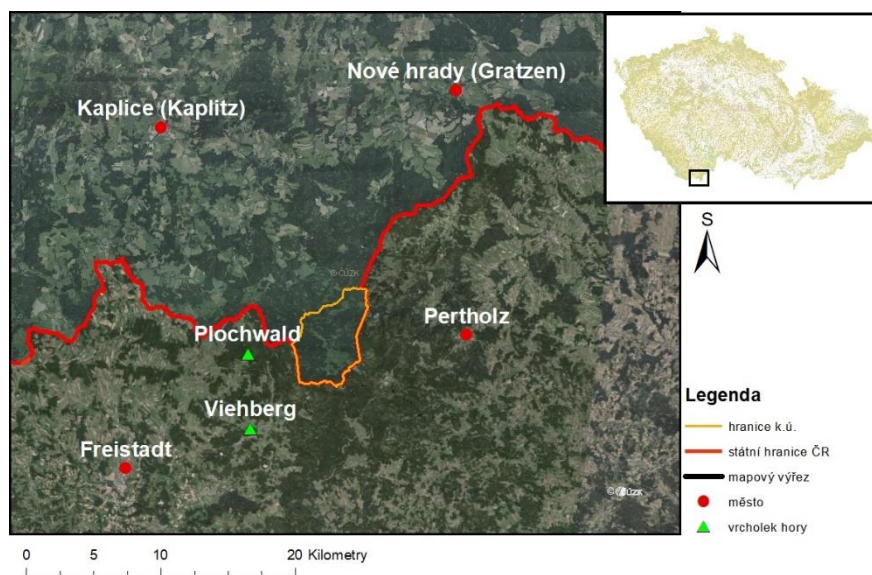 Nové hrady (Gratzen)
Kaplice (Kaplitz)
S
© ČÚZK
Plochwald
Pertholz
Viehberg
Freistadt
© ČÚZK
Legenda
hranice k.ú.
státní hranice ČR
mapový výřez
město
vrcholek hory
0 5 10 20 Kilometry